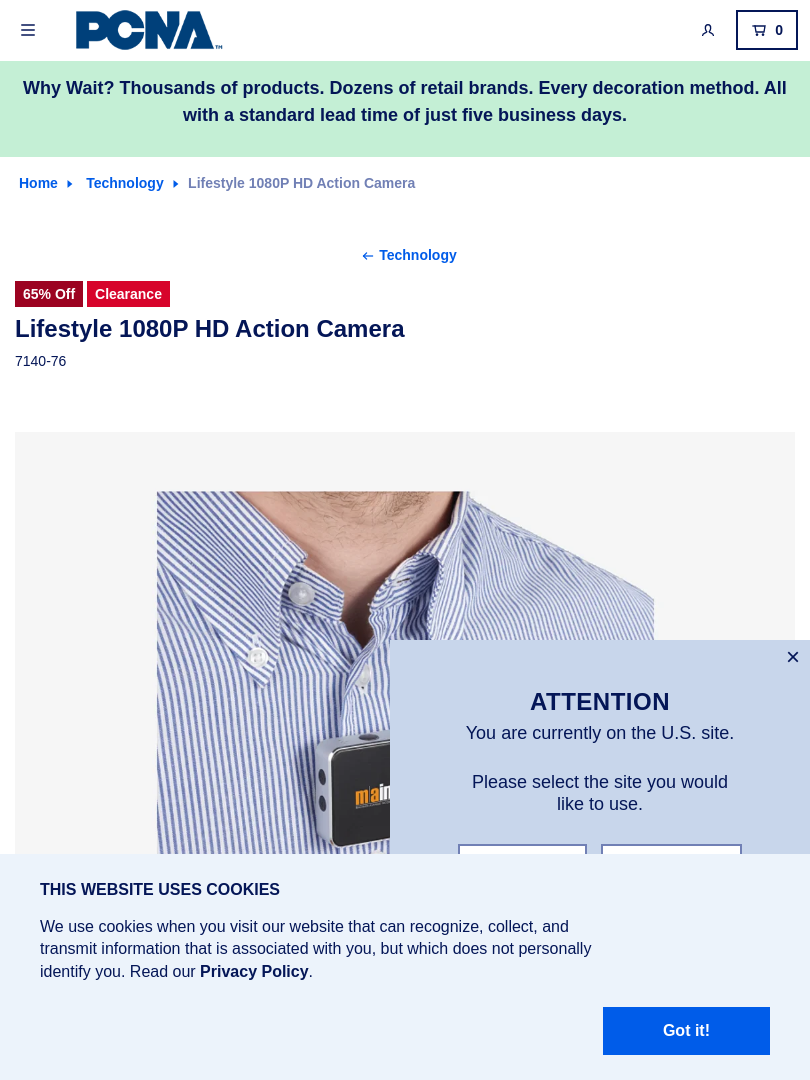 PCNA™
0
Why Wait? Thousands of products. Dozens of retail brands. Every decoration method. All
with a standard lead time of just five business days.
Home Technology Lifestyle 1080P HD Action Camera
Technology
65% Off Clearance
Lifestyle 1080P HD Action Camera
7140-76
ATTENTION
You are currently on the U.S. site.
Please select the site you would
like to use.
THIS WEBSITE USES COOKIES
We use cookies when you visit our website that can recognize, collect, and
transmit information that is associated with you, but which does not personally
identify you. Read our Privacy Policy.
Got it!